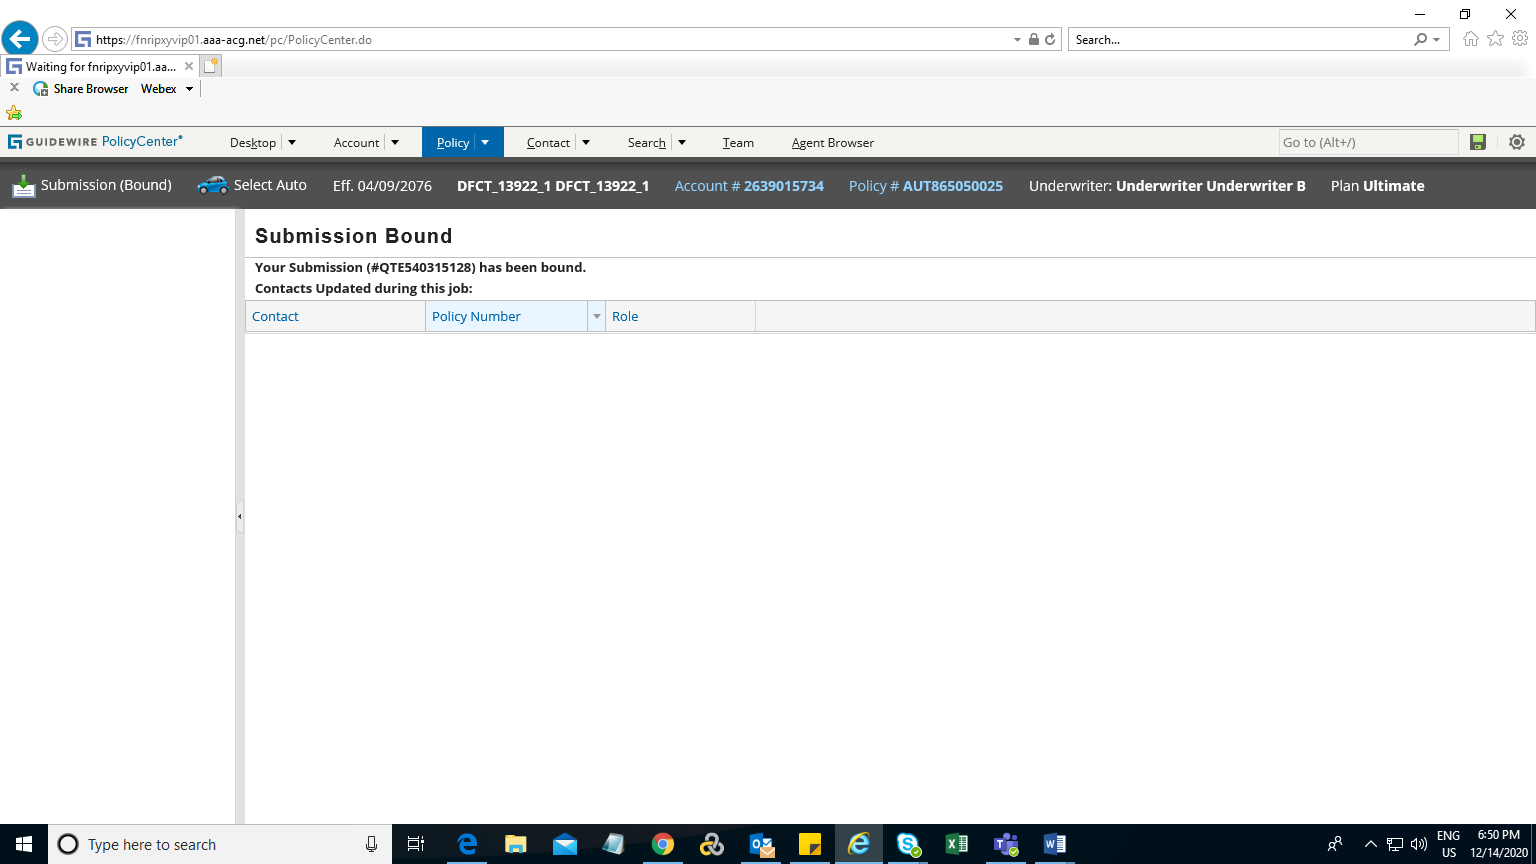 https://fnripxyvip01.aaa-acg.net/pc/PolicyCenter.do
Search...
Waiting for fnripxyvip01.aa...
x Share Browser Webex
GUIDEWIRE PolicyCenter®
Desktop Account Policy Contact Search Team Agent Browser
Go to (Alt+/)
Submission (Bound) Select Auto Eff. 04/09/2076 DFCT_13922_1 DFCT_13922_1 Account # 2639015734 Policy # AUT865050025 Underwriter: Underwriter Underwriter B Plan Ultimate
Submission Bound
Your Submission (#QTE540315128) has been bound.
Contacts Updated during this job:
Contact Policy Number Role
Type here to search
ENG
US
6:50 PM
12/14/2020